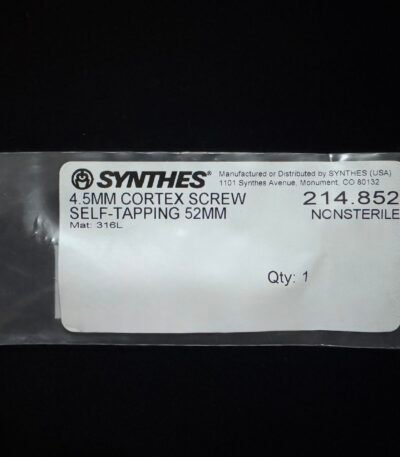 SYNTHES®
Manufactured or Distributed by SYNTHES (USA)
1101 Synthes Avenue, Monument, CO 80132
4.5MM CORTEX SCREW
SELF-TAPPING 52MM
Mat: 316L
214.852
NONSTERILE
Qty: 1